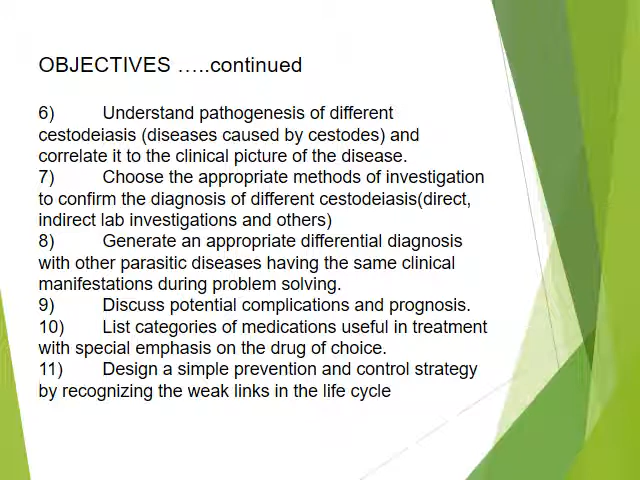 OBJECTIVES …..continued
6) Understand pathogenesis of different
cestodeiasis (diseases caused by cestodes) and
correlate it to the clinical picture of the disease.
7) Choose the appropriate methods of investigation
to confirm the diagnosis of different cestodeiasis(direct,
indirect lab investigations and others)
8) Generate an appropriate differential diagnosis
with other parasitic diseases having the same clinical
manifestations during problem solving.
9) Discuss potential complications and prognosis.
10) List categories of medications useful in treatment
with special emphasis on the drug of choice.
11) Design a simple prevention and control strategy
by recognizing the weak links in the life cycle